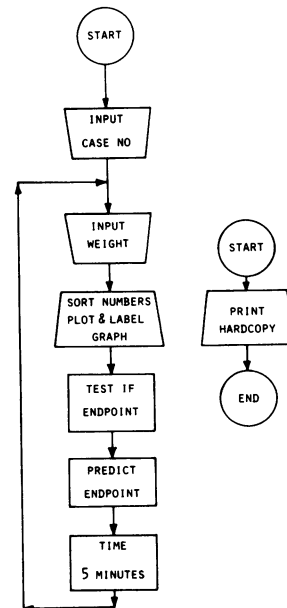 START
INPUT
CASE NO
INPUT
WEIGHT
SORT NUMBERS
PLOT & LABEL
GRAPH
TEST IF
ENDPOINT
PREDICT
ENDPOINT
TIME
5 MINUTES
START
PRINT
HARDCOPY
END